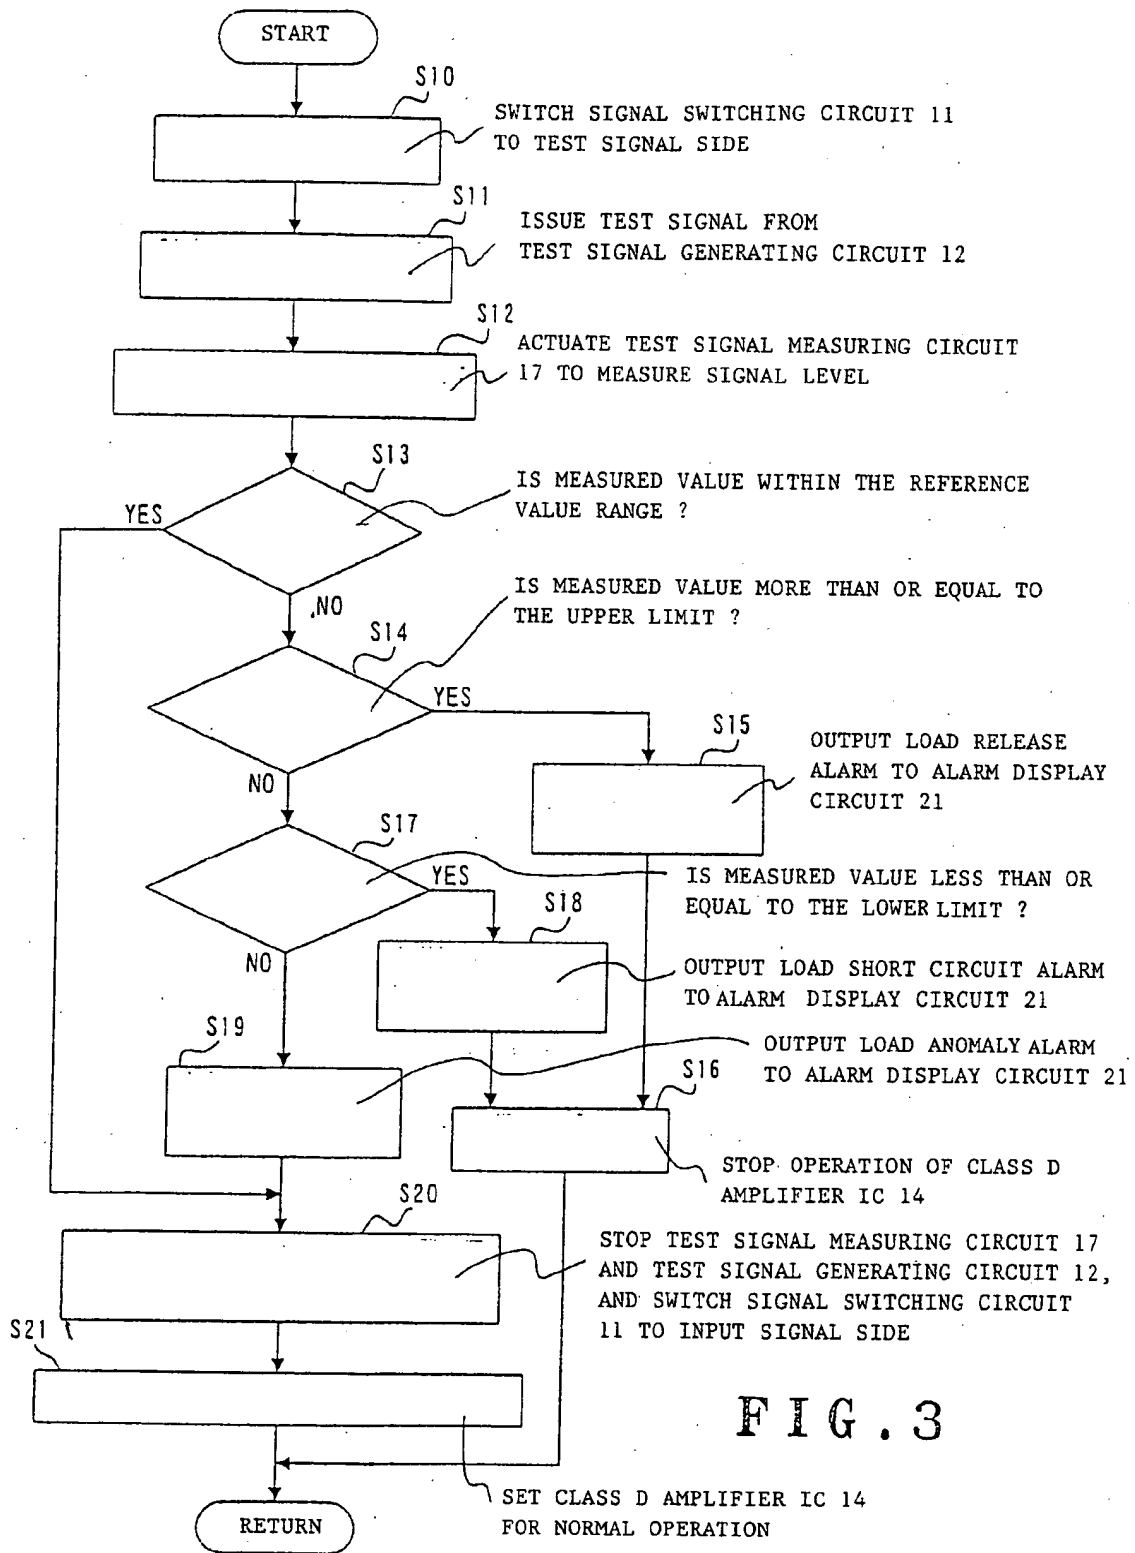 START
S10
SWITCH SIGNAL SWITCHING CIRCUIT 11
TO TEST SIGNAL SIDE
S11
ISSUE TEST SIGNAL FROM
TEST SIGNAL GENERATING CIRCUIT 12
S12
ACTUATE TEST SIGNAL MEASURING CIRCUIT
17 TO MEASURE SIGNAL LEVEL
S13
IS MEASURED VALUE WITHIN THE REFERENCE
VALUE RANGE ?
YES
NO
IS MEASURED VALUE MORE THAN OR EQUAL TO
THE UPPER LIMIT ?
S14
YES
NO
S15
OUTPUT LOAD RELEASE
ALARM TO ALARM DISPLAY
CIRCUIT 21
S17
YES
NO
IS MEASURED VALUE LESS THAN OR
EQUAL TO THE LOWER LIMIT ?
S18
OUTPUT LOAD SHORT CIRCUIT ALARM
TO ALARM DISPLAY CIRCUIT 21
S19
OUTPUT LOAD ANOMALY ALARM
TO ALARM DISPLAY CIRCUIT 21
S16
STOP OPERATION OF CLASS D
AMPLIFIER IC 14
S20
STOP TEST SIGNAL MEASURING CIRCUIT 17
AND TEST SIGNAL GENERATING CIRCUIT 12,
AND SWITCH SIGNAL SWITCHING CIRCUIT
11 TO INPUT SIGNAL SIDE
S21
FIG.3
SET CLASS D AMPLIFIER IC 14
FOR NORMAL OPERATION
RETURN